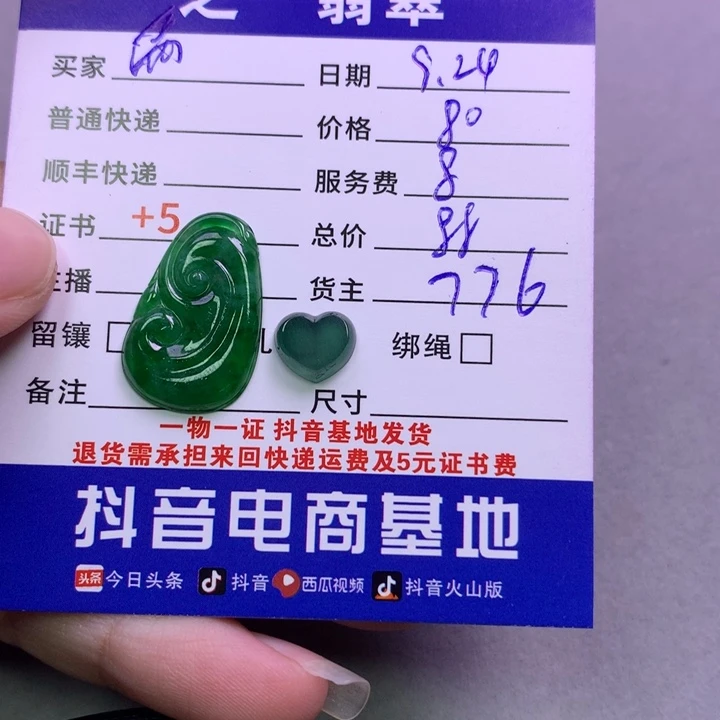 之 翡翠
买家 日期 9.24
普通快递 价格 80
顺丰快递 服务费 8
证书 +5 总价 88
主播 货主 776
留镶 绑绳
备注 尺寸
一物一证 抖音基地发货
退货需承担来回快递运费及5元证书费
抖音电商基地
头条 今日头条 抖音 西瓜视频 抖音火山版